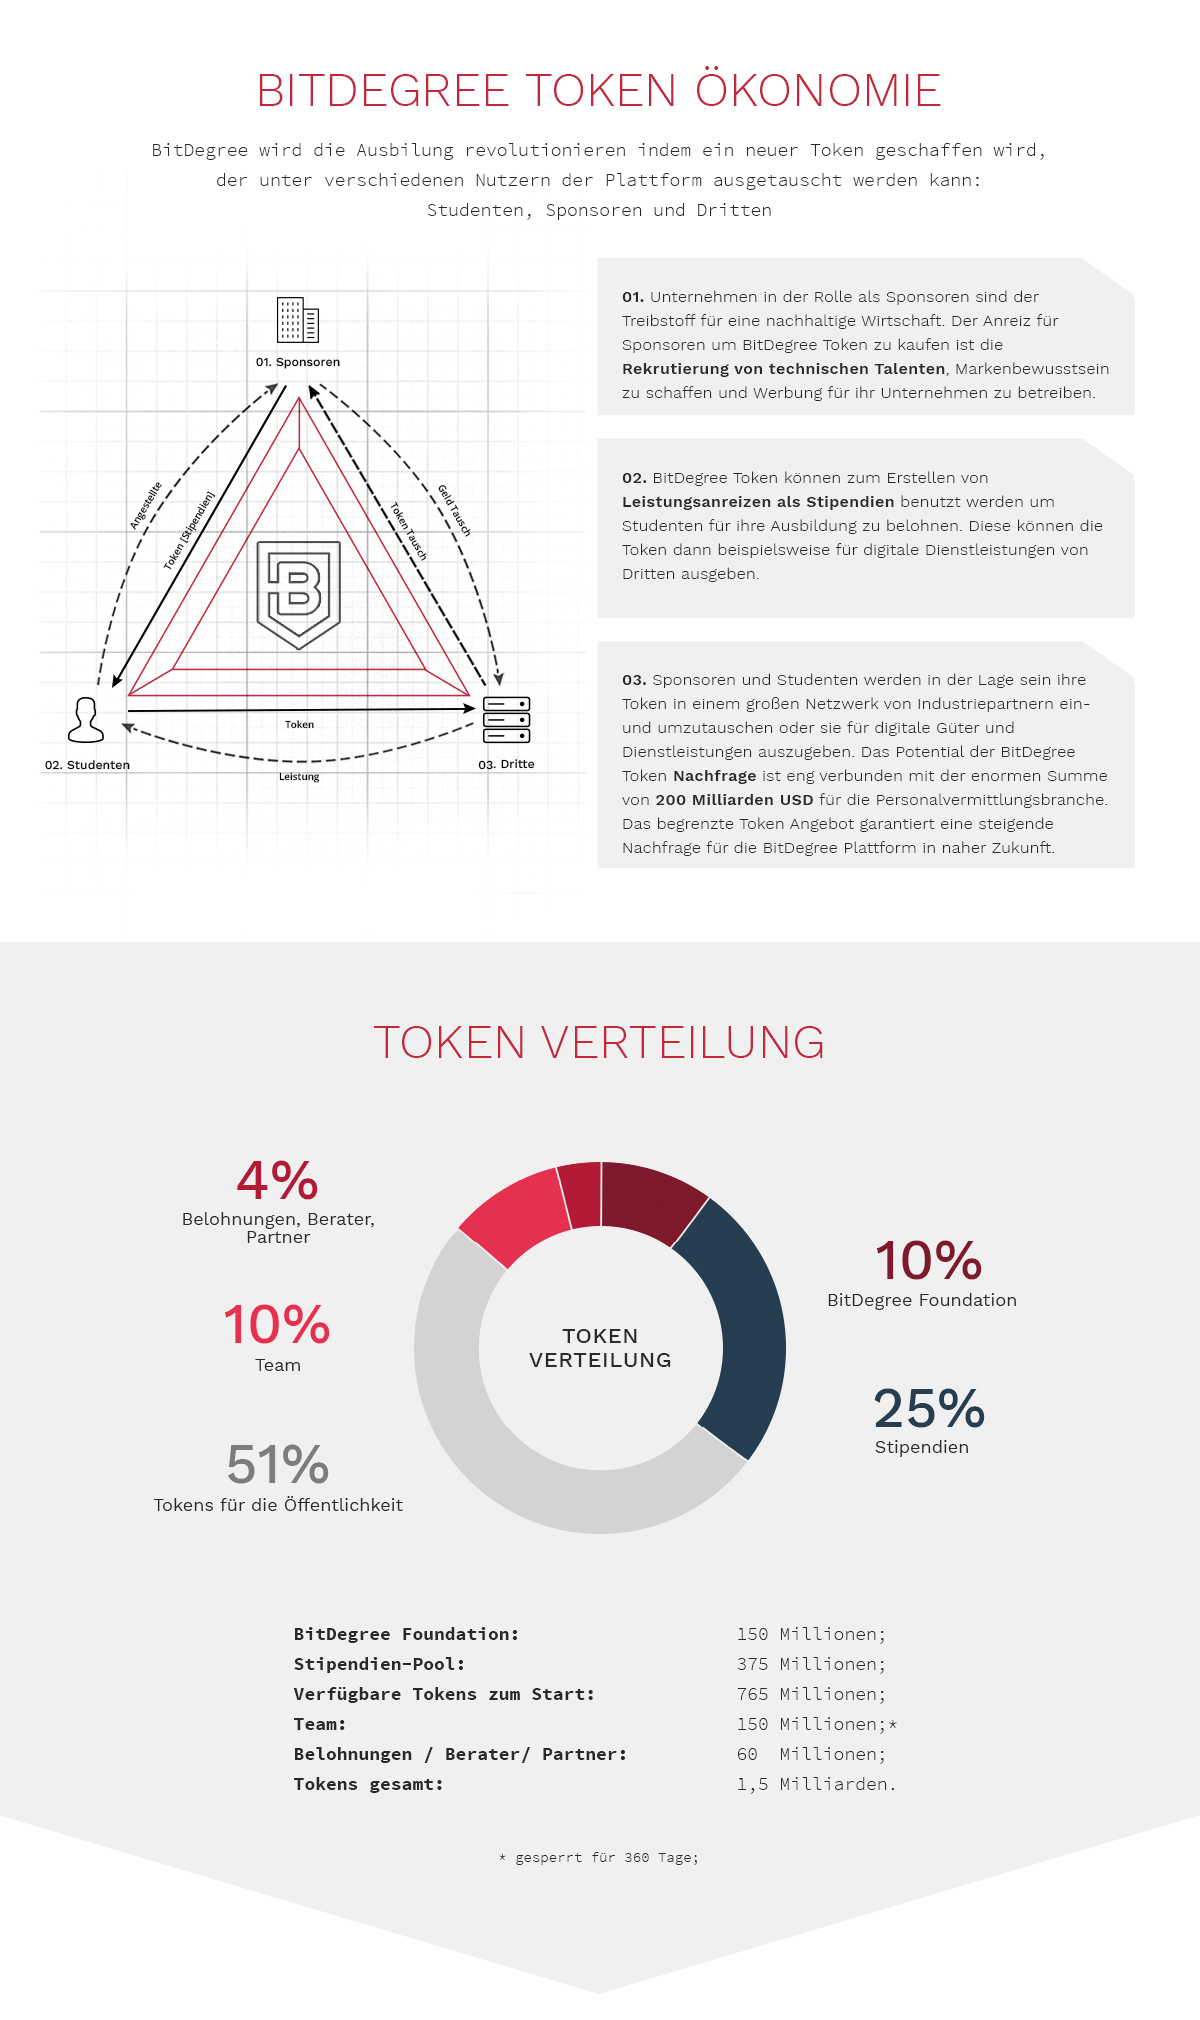 BITDEGREE TOKEN ÖKONOMIE
BitDegree wird die Ausbilung revolutionieren indem ein neuer Token geschaffen wird,
der unter verschiedenen Nutzern der Plattform ausgetauscht werden kann:
Studenten, Sponsoren und Dritten
01. Sponsoren
Angestellte
Token [Stipendien]
Token Tausch
Geld Tausch
B
Token
Leistung
02. Studenten
03. Dritte
01. Unternehmen in der Rolle als Sponsoren sind der
Treibstoff für eine nachhaltige Wirtschaft. Der Anreiz für
Sponsoren um BitDegree Token zu kaufen ist die
Rekrutierung von technischen Talenten, Markenbewusstsein
zu schaffen und Werbung für ihr Unternehmen zu betreiben.
02. BitDegree Token können zum Erstellen von
Leistungsanreizen als Stipendien benutzt werden um
Studenten für ihre Ausbildung zu belohnen. Diese können die
Token dann beispielsweise für digitale Dienstleistungen von
Dritten ausgeben.
03. Sponsoren und Studenten werden in der Lage sein ihre
Token in einem großen Netzwerk von Industriepartnern ein-
und umzutauschen oder sie für digitale Güter und
Dienstleistungen auszugeben. Das Potential der BitDegree
Token Nachfrage ist eng verbunden mit der enormen Summe
von 200 Milliarden USD für die Personalvermittlungsbranche.
Das begrenzte Token Angebot garantiert eine steigende
Nachfrage für die BitDegree Plattform in naher Zukunft.
TOKEN VERTEILUNG
4%
Belohnungen, Berater,
Partner
10%
Team
51%
Tokens für die Öffentlichkeit
TOKEN
VERTEILUNG
10%
BitDegree Foundation
25%
Stipendien
BitDegree Foundation: 150 Millionen;
Stipendien-Pool: 375 Millionen;
Verfügbare Tokens zum Start: 765 Millionen;
Team: 150 Millionen;*
Belohnungen / Berater/ Partner: 60 Millionen;
Tokens gesamt: 1,5 Milliarden.
* gesperrt für 360 Tage;